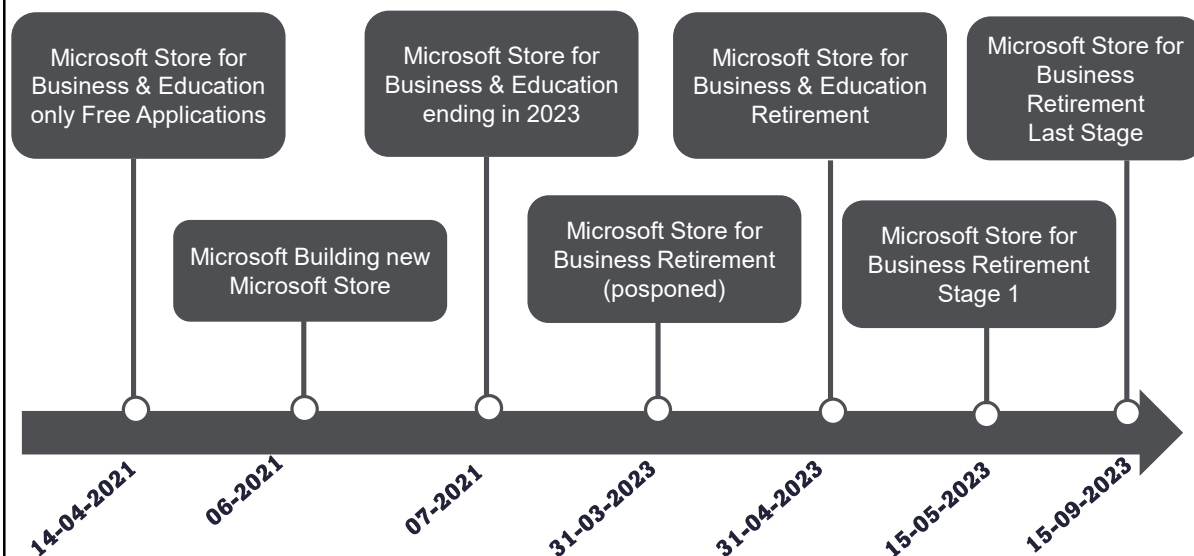 Microsoft Store for
Business & Education
only Free Applications
Microsoft Store for
Business & Education
ending in 2023
Microsoft Store for
Business & Education
Retirement
Microsoft Store for
Business
Retirement
Last Stage
Microsoft Building new
Microsoft Store
Microsoft Store for
Business Retirement
(posponed)
Microsoft Store for
Business Retirement
Stage 1
14-04-2021
06-2021
07-2021
31-03-2023
31-04-2023
15-05-2023
15-09-2023